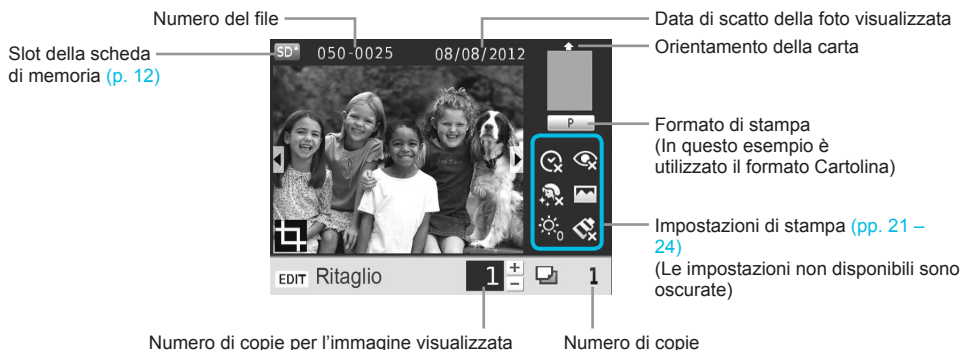 Numero del file
Data di scatto della foto visualizzata
Slot della scheda
di memoria (p. 12)
Orientamento della carta
SD
050-0025
08/08/2012
P
Formato di stampa
(In questo esempio è
utilizzato il formato Cartolina)
Impostazioni di stampa (pp. 21 –
24)
(Le impostazioni non disponibili sono
oscurate)
0
EDIT Ritaglio
1
+
-
1
Numero di copie per l'immagine visualizzata
Numero di copie